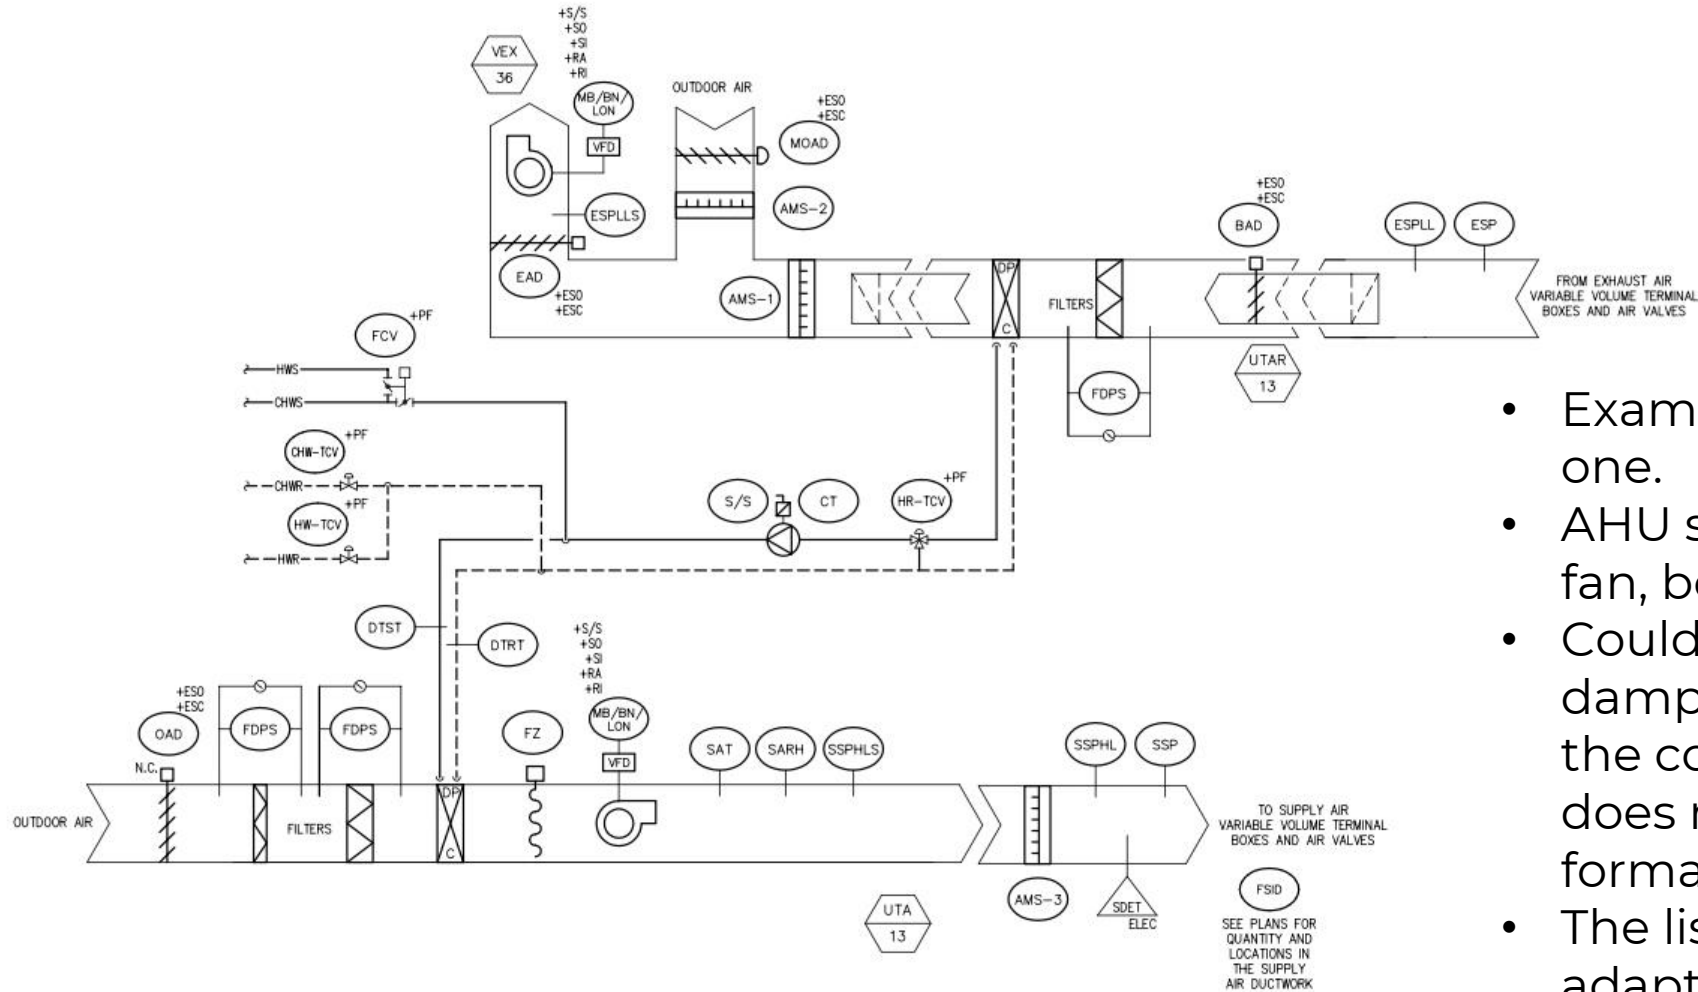 +S/S
+SO
+SI
+RA
+RI
VEX
36
MB/BN/
LON
VFD
OUTDOOR AIR
+ESO
+ESC
MOAD
AMS-2
ESPLLS
EAD
+ESO
+ESC
AMS-1
DP
C
FILTERS
+ESO
+ESC
BAD
ESPLL
ESP
FROM EXHAUST AIR
VARIABLE VOLUME TERMINAL
BOXES AND AIR VALVES
UTAR
13
FDPS
FCV
+PF
HWS
CHWS
CHW-TCV
+PF
CHWR
HW-TCV
+PF
HWR
S/S
CT
HR-TCV
+PF
DTST
DTRT
+ESO
+ESC
OAD
N.C.
FDPS
FDPS
OUTDOOR AIR
FILTERS
DP
C
FZ
+S/S
+SO
+SI
+RA
+RI
MB/BN/
LON
VFD
SAT
SARH
SSPHLS
SSPHL
SSP
TO SUPPLY AIR
VARIABLE VOLUME TERMINAL
BOXES AND AIR VALVES
AMS-3
SDET
ELEC
UTA
13
FSID
SEE PLANS FOR
QUANTITY AND
LOCATIONS IN
THE SUPPLY
AIR DUCTWORK
•
one.
• AHU
fan,
• Could
the
does
• The